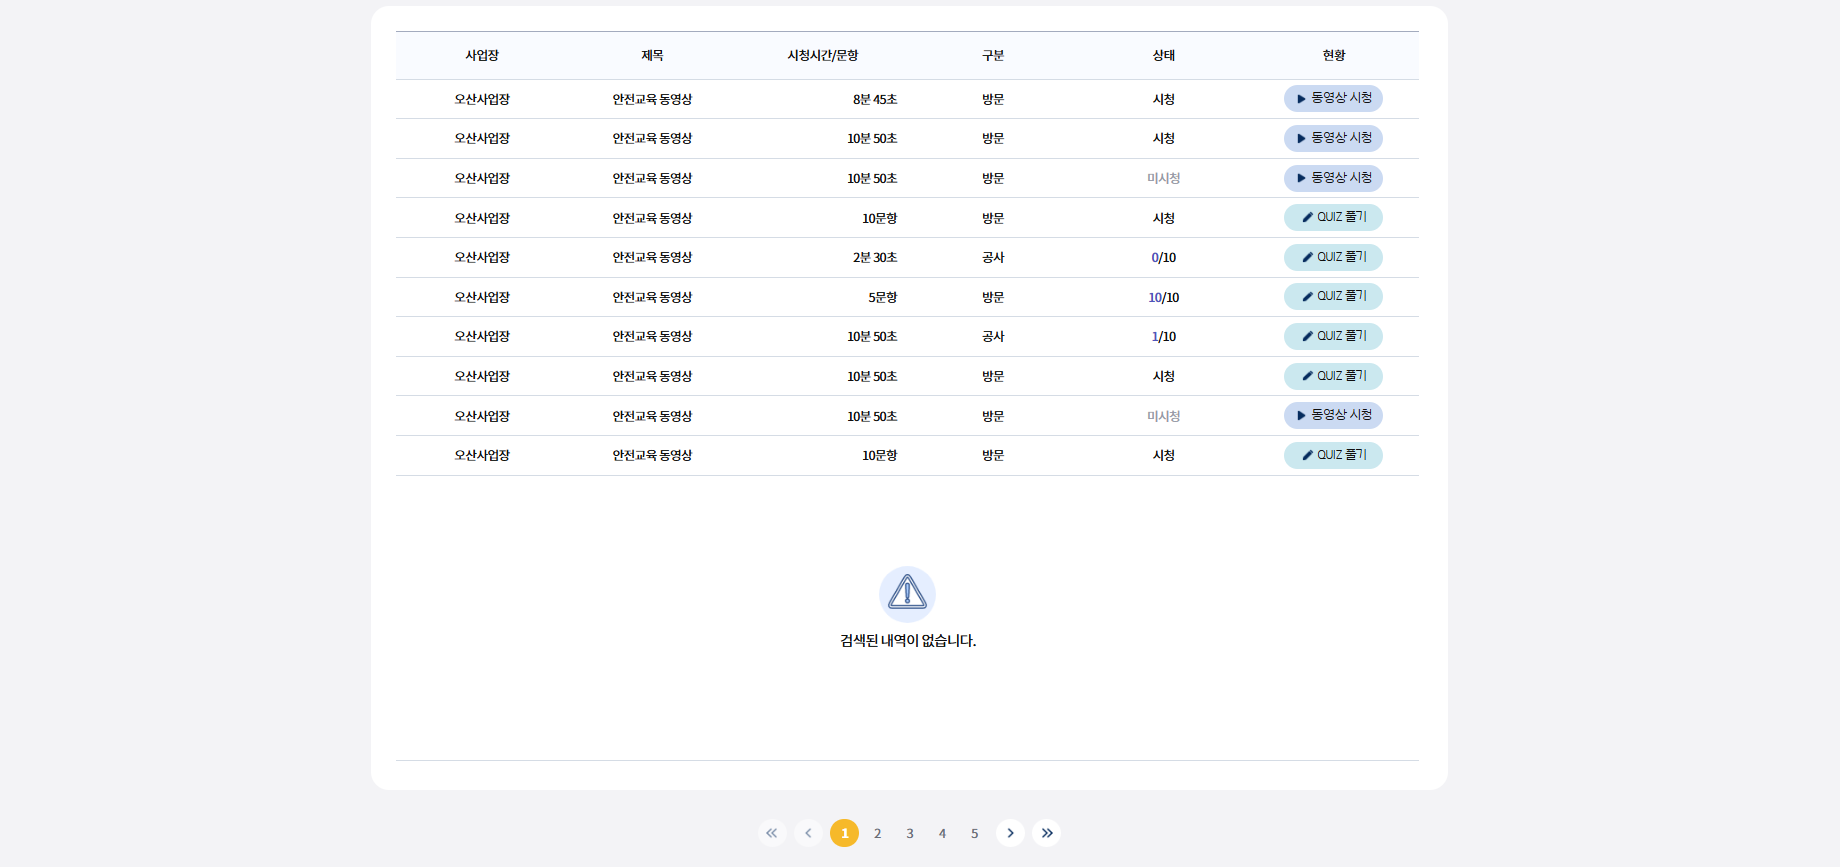 사업장 제목 시청시간/문항 구분 상태 현황
오산사업장 안전교육 동영상 8분 45초 방문 시청 동영상 시청
오산사업장 안전교육 동영상 10분 50초 방문 시청 동영상 시청
오산사업장 안전교육 동영상 10분 50초 방문 미시청 동영상 시청
오산사업장 안전교육 동영상 10문항 방문 시청 QUIZ 풀기
오산사업장 안전교육 동영상 2분 30초 공사 0/10 QUIZ 풀기
오산사업장 안전교육 동영상 5문항 방문 10/10 QUIZ 풀기
오산사업장 안전교육 동영상 10분 50초 공사 1/10 QUIZ 풀기
오산사업장 안전교육 동영상 10분 50초 방문 시청 QUIZ 풀기
오산사업장 안전교육 동영상 10분 50초 방문 미시청 동영상 시청
오산사업장 안전교육 동영상 10문항 방문 시청 QUIZ 풀기
검색된 내역이 없습니다.
1 2 3 4 5